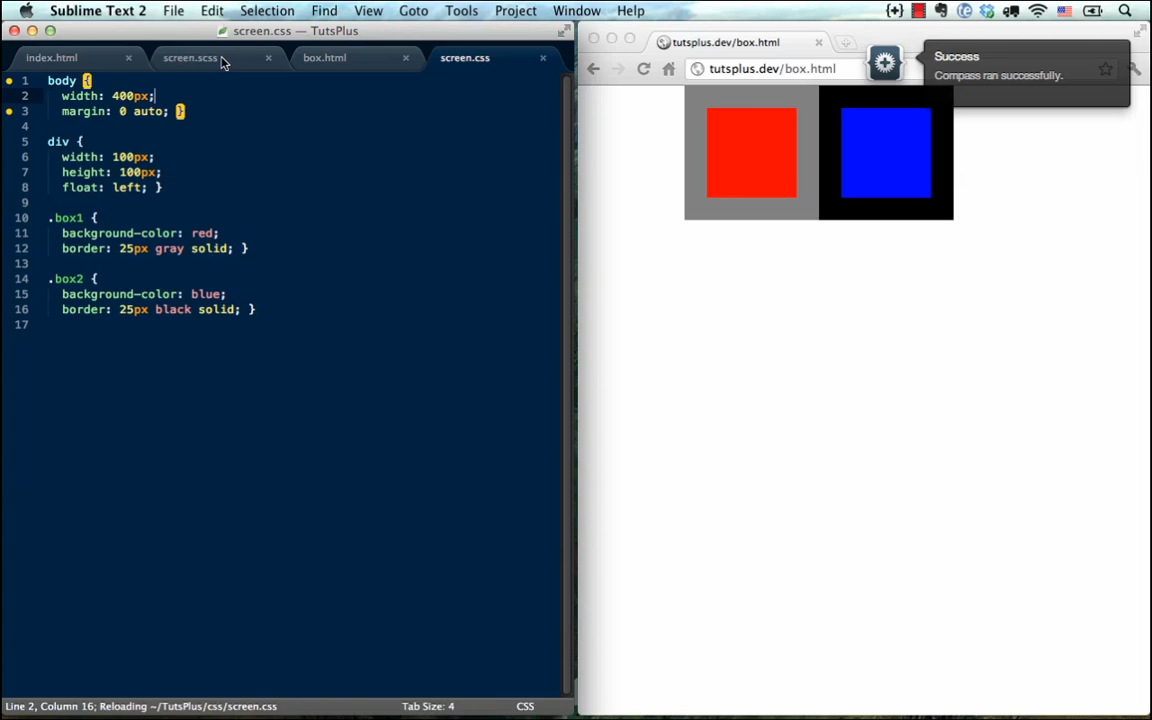 Sublime Text 2 File Edit Selection Find View Goto Tools Project Window Help
screen.css — TutsPlus
index.html screen.scss box.html screen.css
1 body {
2 width: 400px;
3 margin: 0 auto; }
4
5 div {
6 width: 100px;
7 height: 100px;
8 float: left; }
9
10 .box1 {
11 background-color: red;
12 border: 25px gray solid; }
13
14 .box2 {
15 background-color: blue;
16 border: 25px black solid; }
17
Line 2, Column 16; Reloading ~/TutsPlus/css/screen.css Tab Size: 4 CSS
tutsplus.dev/box.html
tutsplus.dev/box.html
Success
Compass ran successfully.